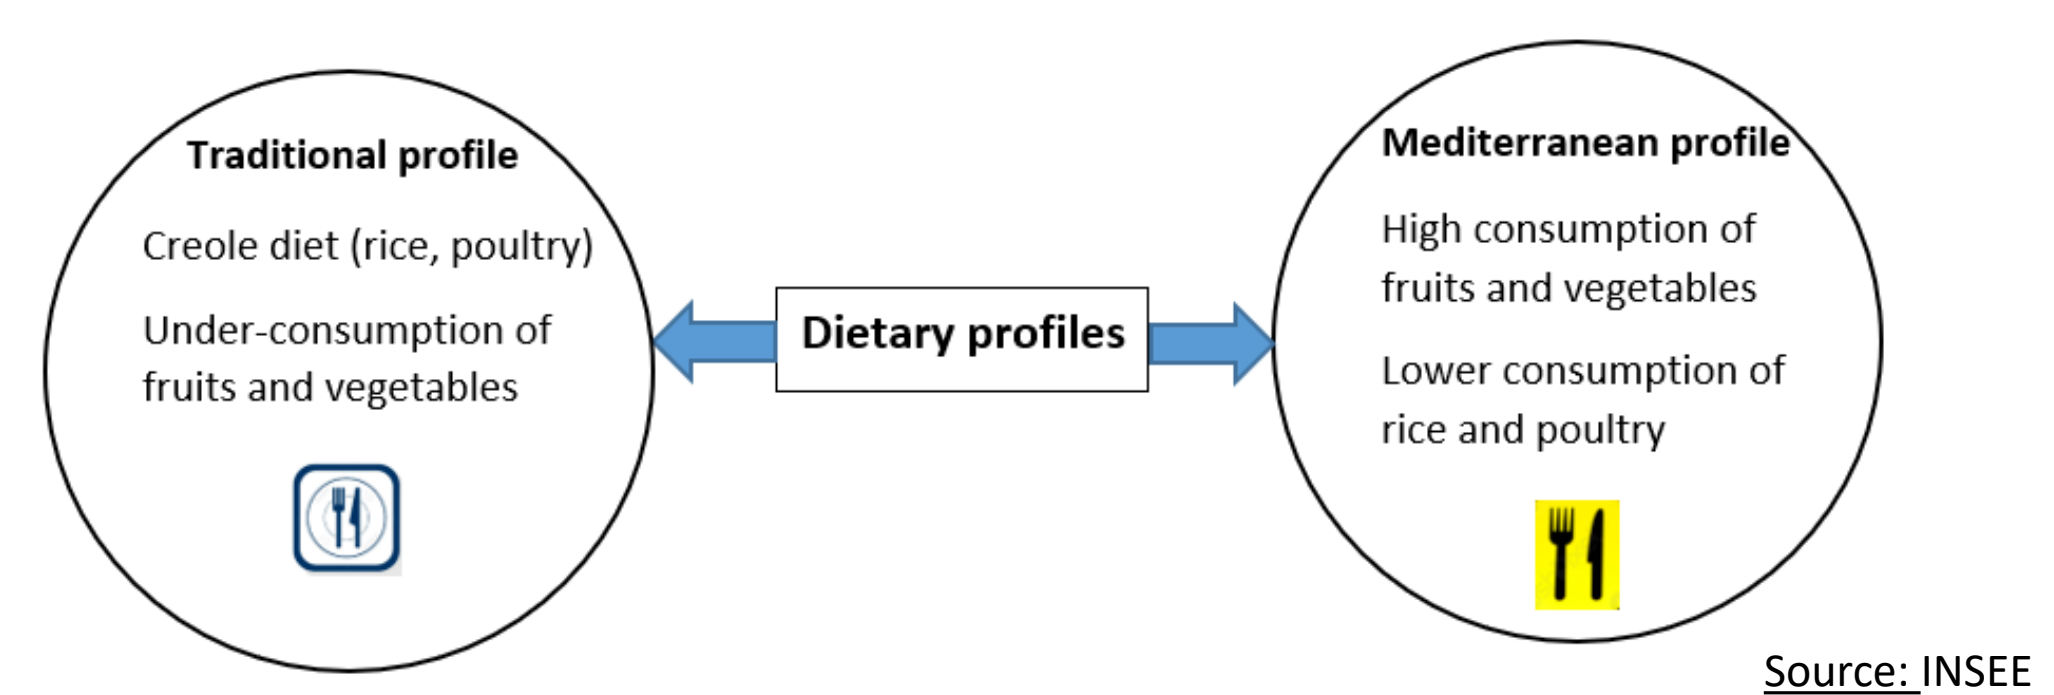 Traditional profile
Creole diet (rice, poultry)
Under-consumption of
fruits and vegetables
Dietary profiles
Mediterranean profile
High consumption of
fruits and vegetables
Lower consumption of
rice and poultry
Source: INSEE